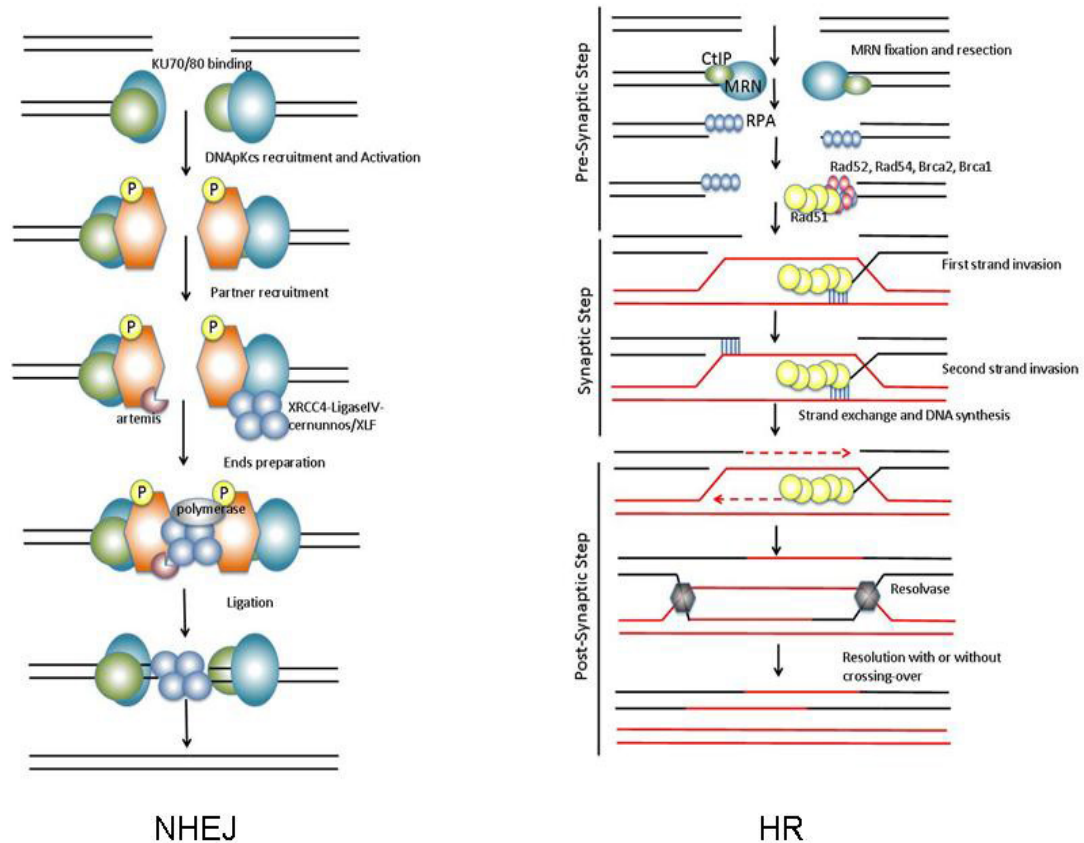 KU70/80 binding
DNApKcs recruitment and Activation
P
P
Partner recruitment
P
P
artemis
XRCC4-LigaseIV-
cernunnos/XLF
Ends preparation
P
P
polymerase
Ligation
NHEJ
Pre-Synaptic Step
MRN fixation and resection
CtIP
MRN
RPA
Rad52, Rad54, Brca2, Brca1
Rad51
Synaptic Step
First strand invasion
Second strand invasion
Strand exchange and DNA synthesis
Post-Synaptic Step
Resolvase
Resolution with or without
crossing-over
HR